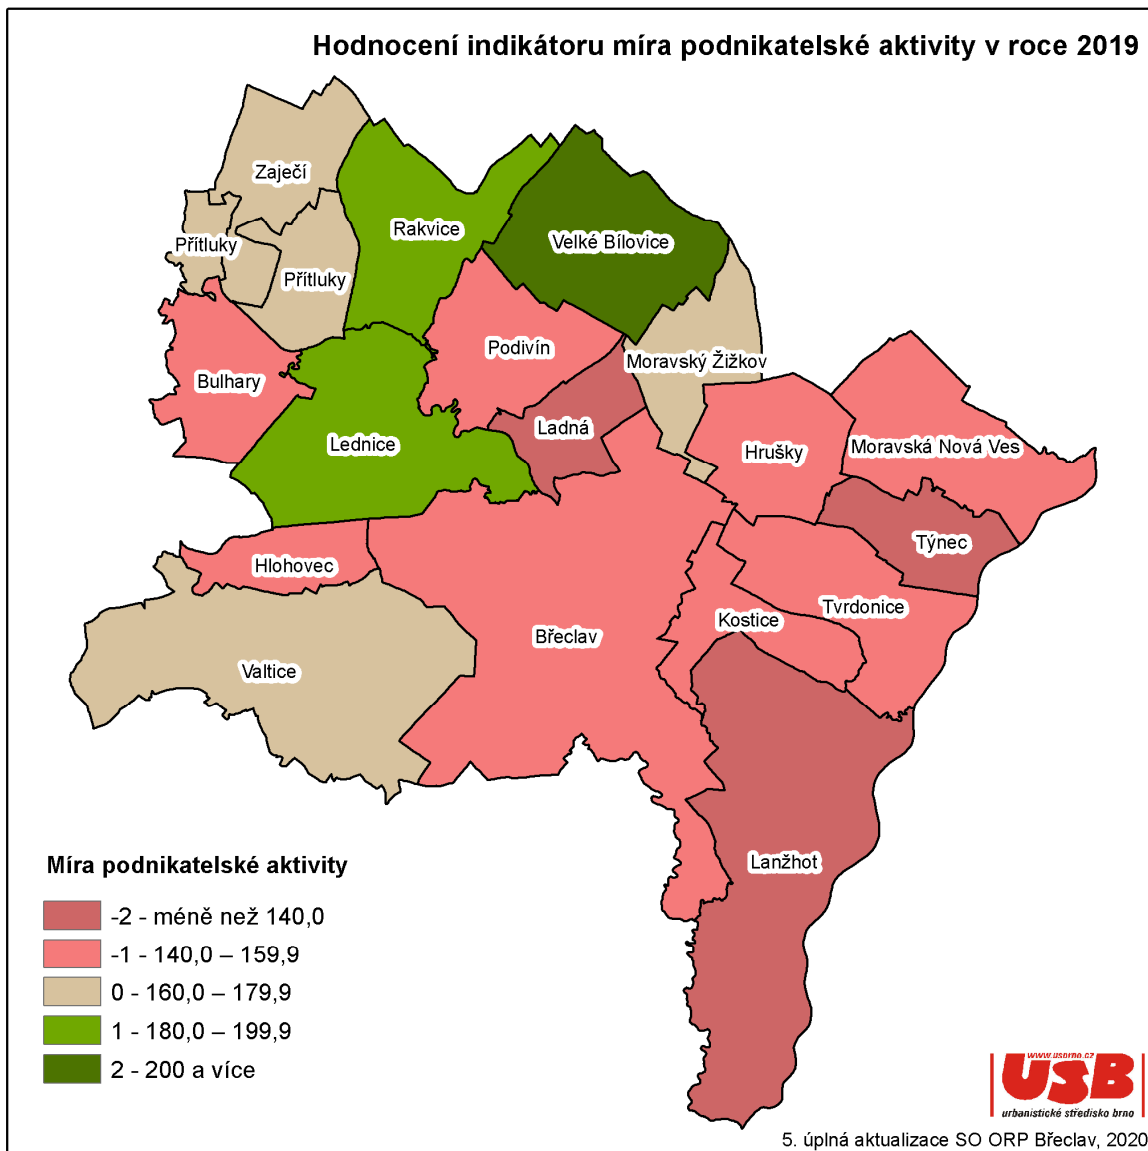 Hodnocení indikátoru míra podnikatelské aktivity v roce 2019
Zaječí
Rakvice
Přítluky
Velké Bílovice
Přítluky
Podivín
Moravský Žižkov
Bulhary
Ladná
Lednice
Hrušky
Moravská Nová Ves
Týnec
Hlohovec
Tvrdonice
Kostice
Břeclav
Valtice
Lanžhot
Míra podnikatelské aktivity
-2 - méně než 140,0
-1 - 140,0 – 159,9
0 - 160,0 – 179,9
1 - 180,0 – 199,9
2 - 200 a více
www.usbrno.cz
USB
urbanistické středisko brno
5. úplná aktualizace SO ORP Břeclav, 2020